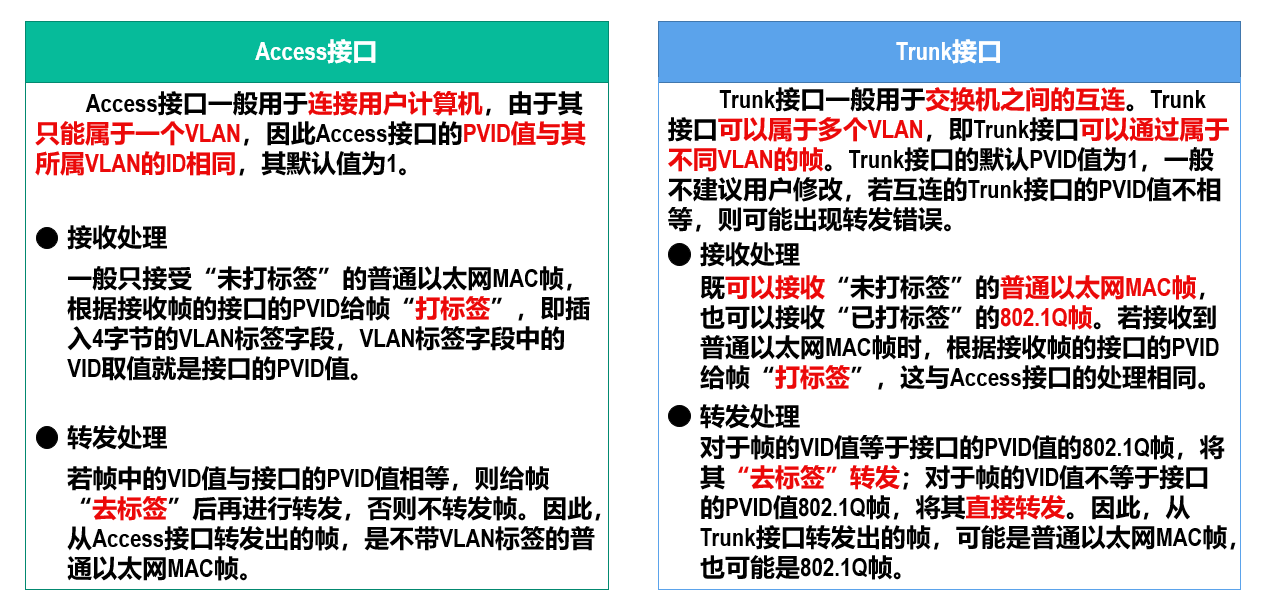 Access接口
Access接口一般用于连接用户计算机，由于其
只能属于一个VLAN，因此Access接口的PVID值与其
所属VLAN的ID相同，其默认值为1。
● 接收处理
一般只接受“未打标签”的普通以太网MAC帧，
根据接收帧的接口的PVID给帧“打标签”，即插
入4字节的VLAN标签字段，VLAN标签字段中的
VID取值就是接口的PVID值。
● 转发处理
若帧中的VID值与接口的PVID值相等，则给帧
“去标签”后再进行转发，否则不转发帧。因此，
从Access接口转发出的帧，是不带VLAN标签的普
通以太网MAC帧。
Trunk接口
Trunk接口一般用于交换机之间的互连。Trunk
接口可以属于多个VLAN，即Trunk接口可以通过属于
不同VLAN的帧。Trunk接口的默认PVID值为1，一般
不建议用户修改，若互连的Trunk接口的PVID值不相
等，则可能出现转发错误。
● 接收处理
既可以接收“未打标签”的普通以太网MAC帧，
也可以接收“已打标签”的802.1Q帧。若接收到
普通以太网MAC帧时，根据接收帧的接口的PVID
给帧“打标签”，这与Access接口的处理相同。
● 转发处理
对于帧的VID值等于接口的PVID值的802.1Q帧，将
其“去标签”转发；对于帧的VID值不等于接口
的PVID值802.1Q帧，将其直接转发。因此，从
Trunk接口转发出的帧，可能是普通以太网MAC帧，
也可能是802.1Q帧。